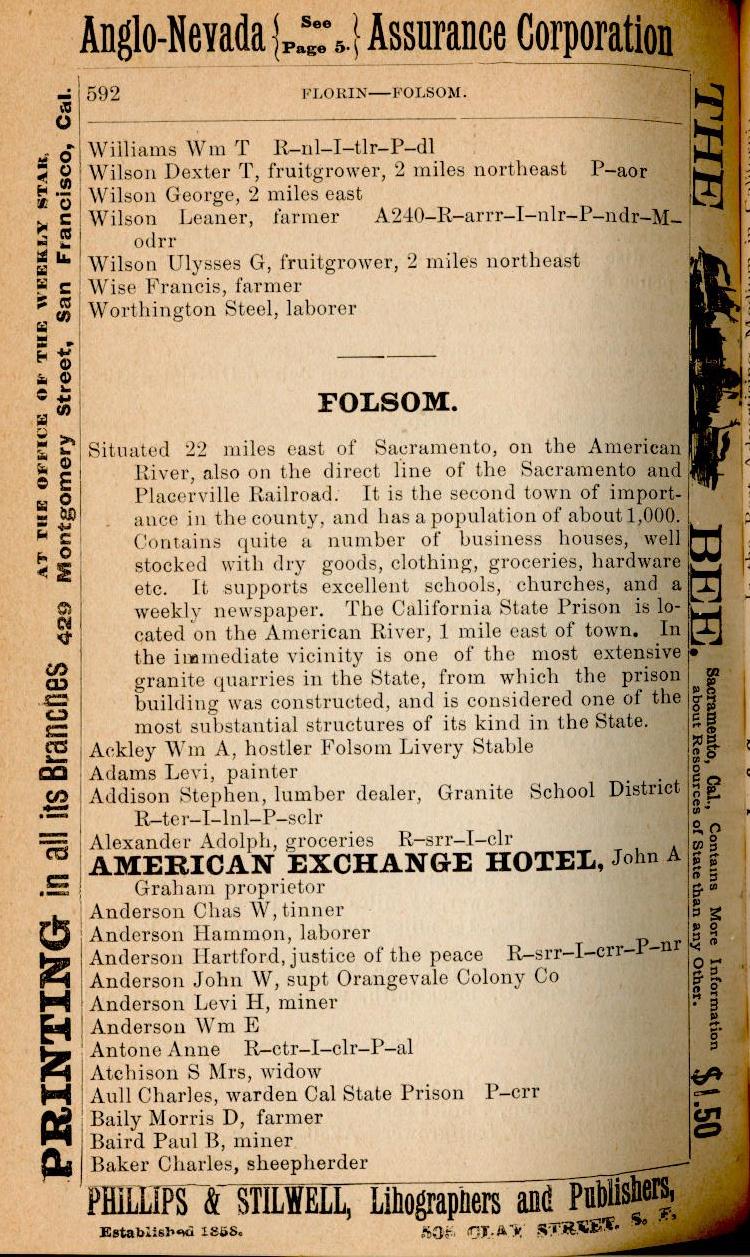 Anglo-Nevada { See Page 5. } Assurance Corporation
592 FLORIN—FOLSOM.
Williams Wm T R–nl–I–tlr–P–dl
Wilson Dexter T, fruitgrower, 2 miles northeast P–aor
Wilson George, 2 miles east
Wilson Leaner, farmer A240–R–arrr–I–nlr–P–ndr–M–
odrr
Wilson Ulysses G, fruitgrower, 2 miles northeast
Wise Francis, farmer
Worthington Steel, laborer
FOLSOM.
Situated 22 miles east of Sacramento, on the American
River, also on the direct line of the Sacramento and
Placerville Railroad. It is the second town of import-
ance in the county, and has a population of about 1,000.
Contains quite a number of business houses, well
stocked with dry goods, clothing, groceries, hardware
etc. It supports excellent schools, churches, and a
weekly newspaper. The California State Prison is lo-
cated on the American River, 1 mile east of town. In
the immediate vicinity is one of the most extensive
granite quarries in the State, from which the prison
building was constructed, and is considered one of the
most substantial structures of its kind in the State.
Ackley Wm A, hostler Folsom Livery Stable
Adams Levi, painter
Addison Stephen, lumber dealer, Granite School District
R–ter–I–lnl–P–sclr
Alexander Adolph, groceries R–srr–I–clr
AMERICAN EXCHANGE HOTEL, John A
Graham proprietor
Anderson Chas W, tinner
Anderson Hammon, laborer
Anderson Hartford, justice of the peace R–srr–I–crr–P–nr
Anderson John W, supt Orangevale Colony Co
Anderson Levi H, miner
Anderson Wm E
Antone Anne R–ctr–I–clr–P–al
Atchison S Mrs, widow
Aull Charles, warden Cal State Prison P–crr
Baily Morris D, farmer
Baird Paul B, miner
Baker Charles, sheepherder
PHILLIPS & STILWELL, Lihographers and Publishers,
Established 1858. 505 CLAY STREET. S. F.
PRINTING in all its Branches
AT THE OFFICE OF THE WEEKLY STAR,
429 Montgomery Street, San Francisco, Cal.
THE BEE.
Sacramento, Cal., Contains More Information
about Resources of State than any Other.
$1.50